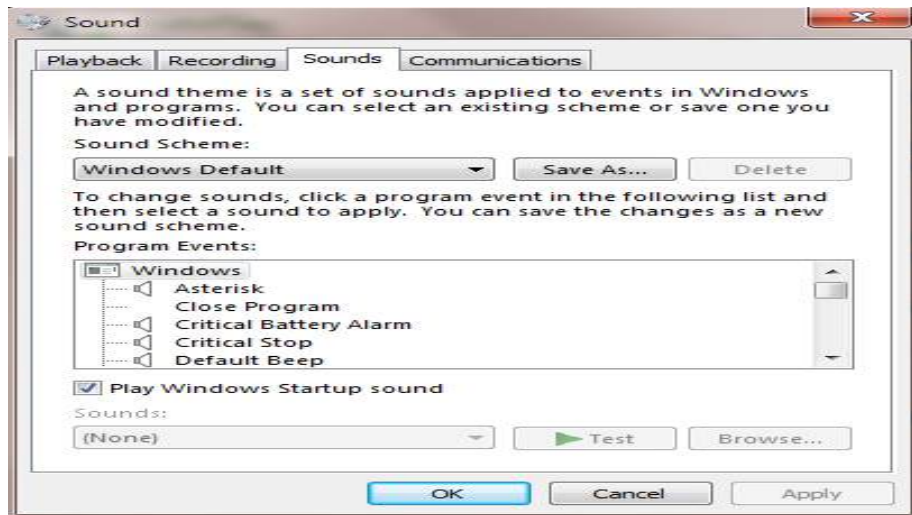 Sound
Playback Recording Sounds Communications
A sound theme is a set of sounds applied to events in Windows
and programs. You can select an existing scheme or save one you
have modified.
Sound Scheme:
Windows Default Save As... Delete
To change sounds, click a program event in the following list and
then select a sound to apply. You can save the changes as a new
sound scheme.
Program Events:
Windows
Asterisk
Close Program
Critical Battery Alarm
Critical Stop
Default Beep
Play Windows Startup sound
Sounds:
(None) Test Browse...
OK Cancel Apply